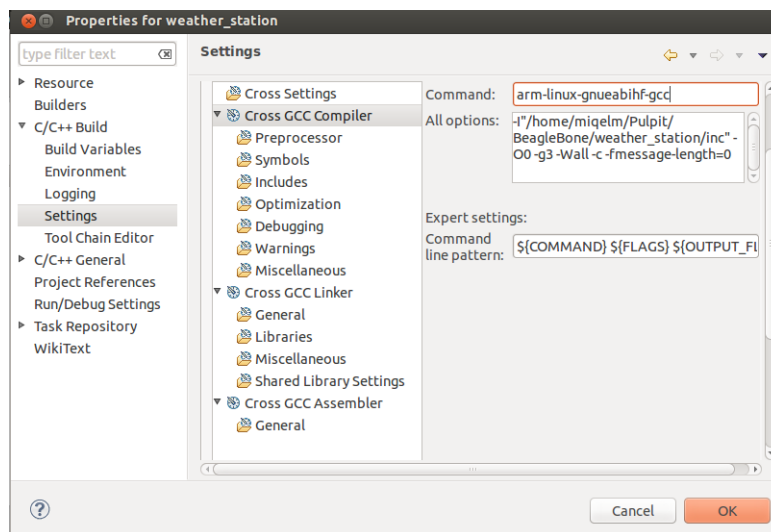 Properties for weather_station
type filter text
Settings
Resource
Builders
C/C++ Build
Build Variables
Environment
Logging
Settings
Tool Chain Editor
C/C++ General
Project References
Run/Debug Settings
Task Repository
WikiText
Cross Settings
Cross GCC Compiler
Preprocessor
Symbols
Includes
Optimization
Debugging
Warnings
Miscellaneous
Cross GCC Linker
General
Libraries
Miscellaneous
Shared Library Settings
Cross GCC Assembler
General
Command: arm-linux-gnueabihf-gcc
All options: -I"/home/miqelm/Pulpit/
BeagleBone/weather_station/inc" -
O0 -g3 -Wall -c -fmessage-length=0
Expert settings:
Command
line pattern: ${COMMAND} ${FLAGS} ${OUTPUT_FL
?
Cancel
OK